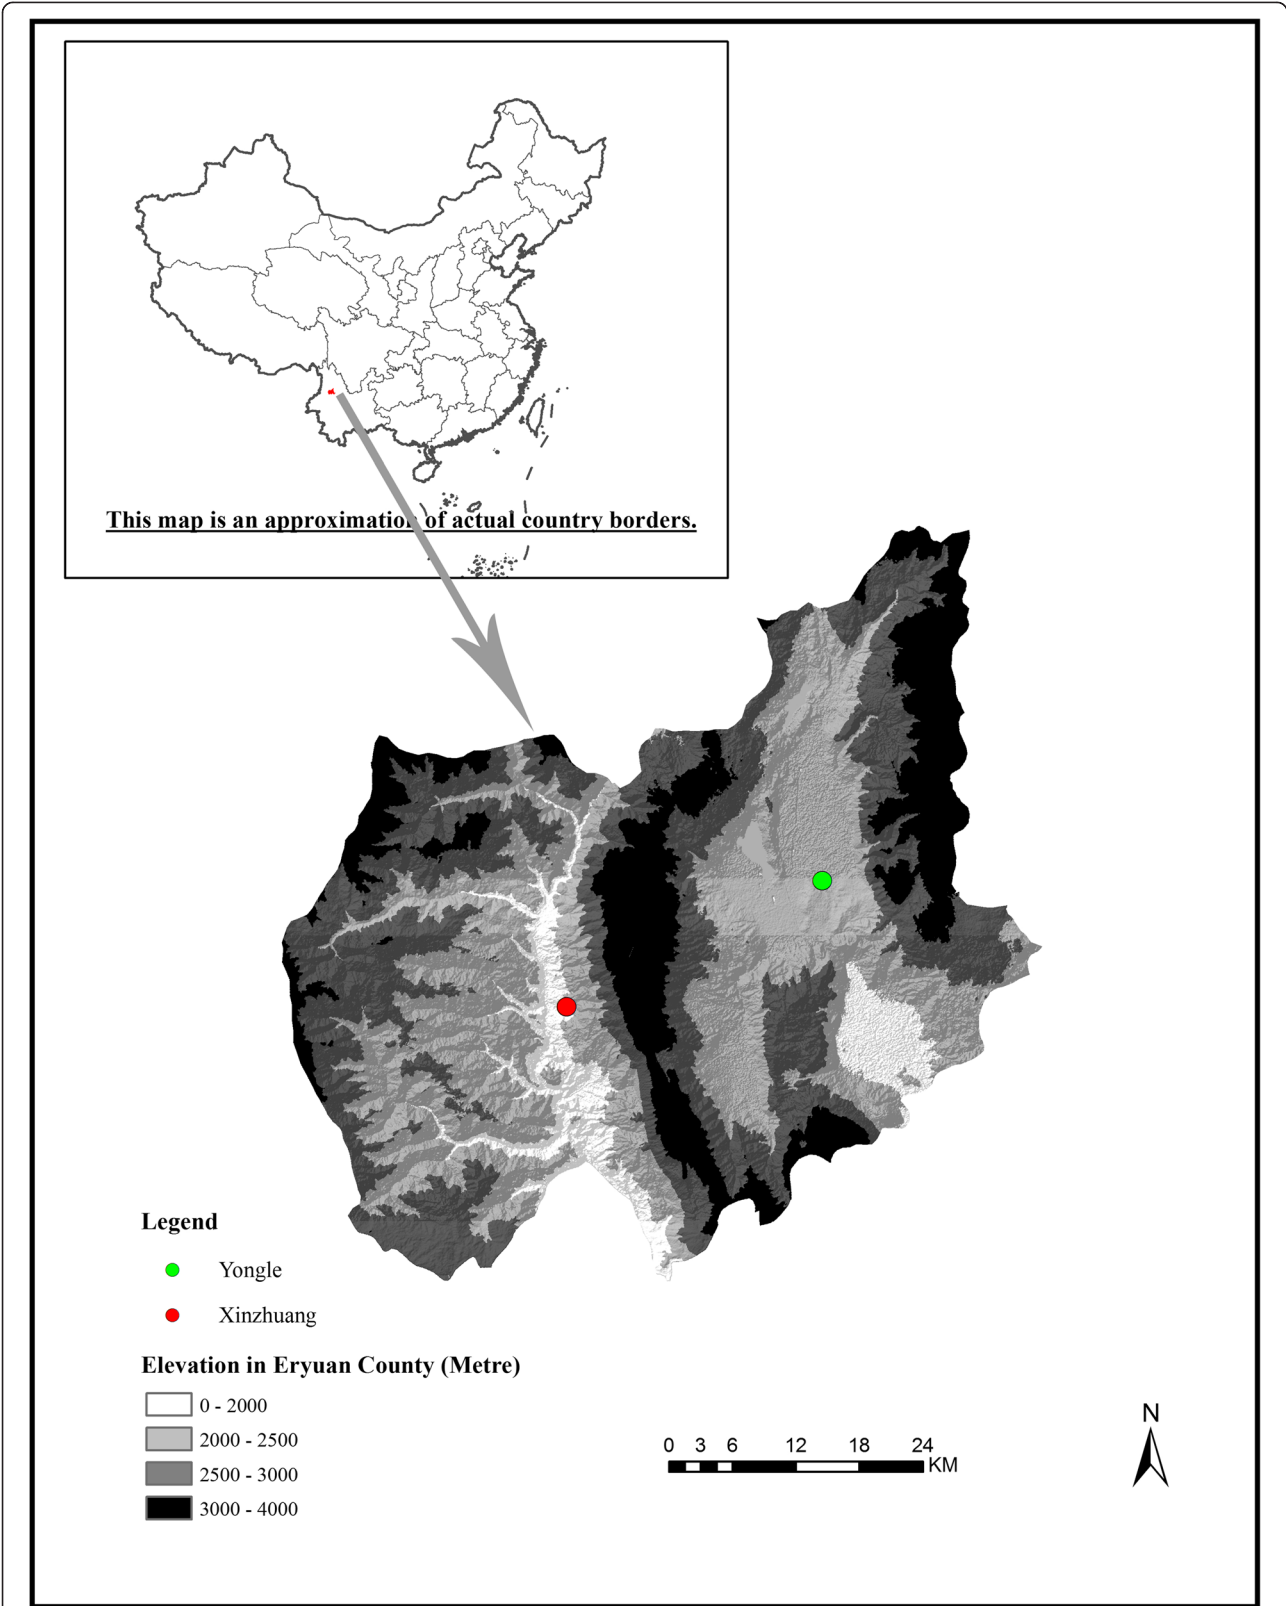 This map is an approximation of actual country borders.
Legend
Yongle
Xinzhuang
Elevation in Eryuan County (Metre)
0 - 2000
2000 - 2500
2500 - 3000
3000 - 4000
0 3 6 12 18 24
KM
N